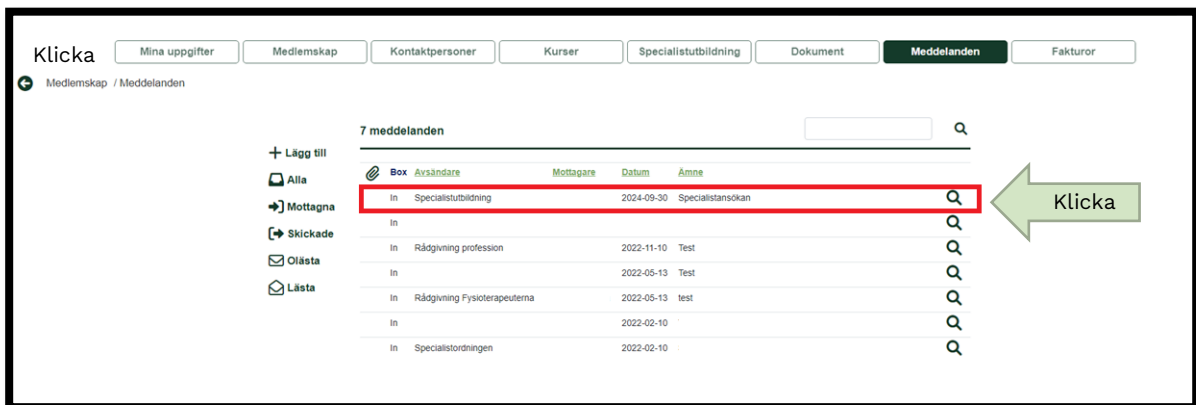 Klicka Mina uppgifter Medlemskap Kontaktpersoner Kurser Specialistutbildning Dokument Meddelanden Fakturor
Medlemskap / Meddelanden
7 meddelanden
Lägg till
Alla
Mottagna
Skickade
Olästa
Lästa
Box Avsändare Mottagare Datum Ämne
In Specialistutbildning 2024-09-30 Specialistansökan
In
In Rådgivning profession 2022-11-10 Test
In 2022-05-13 Test
In Rådgivning Fysioterapeuterna 2022-05-13 test
In 2022-02-10
In Specialistordningen 2022-02-10
Klicka